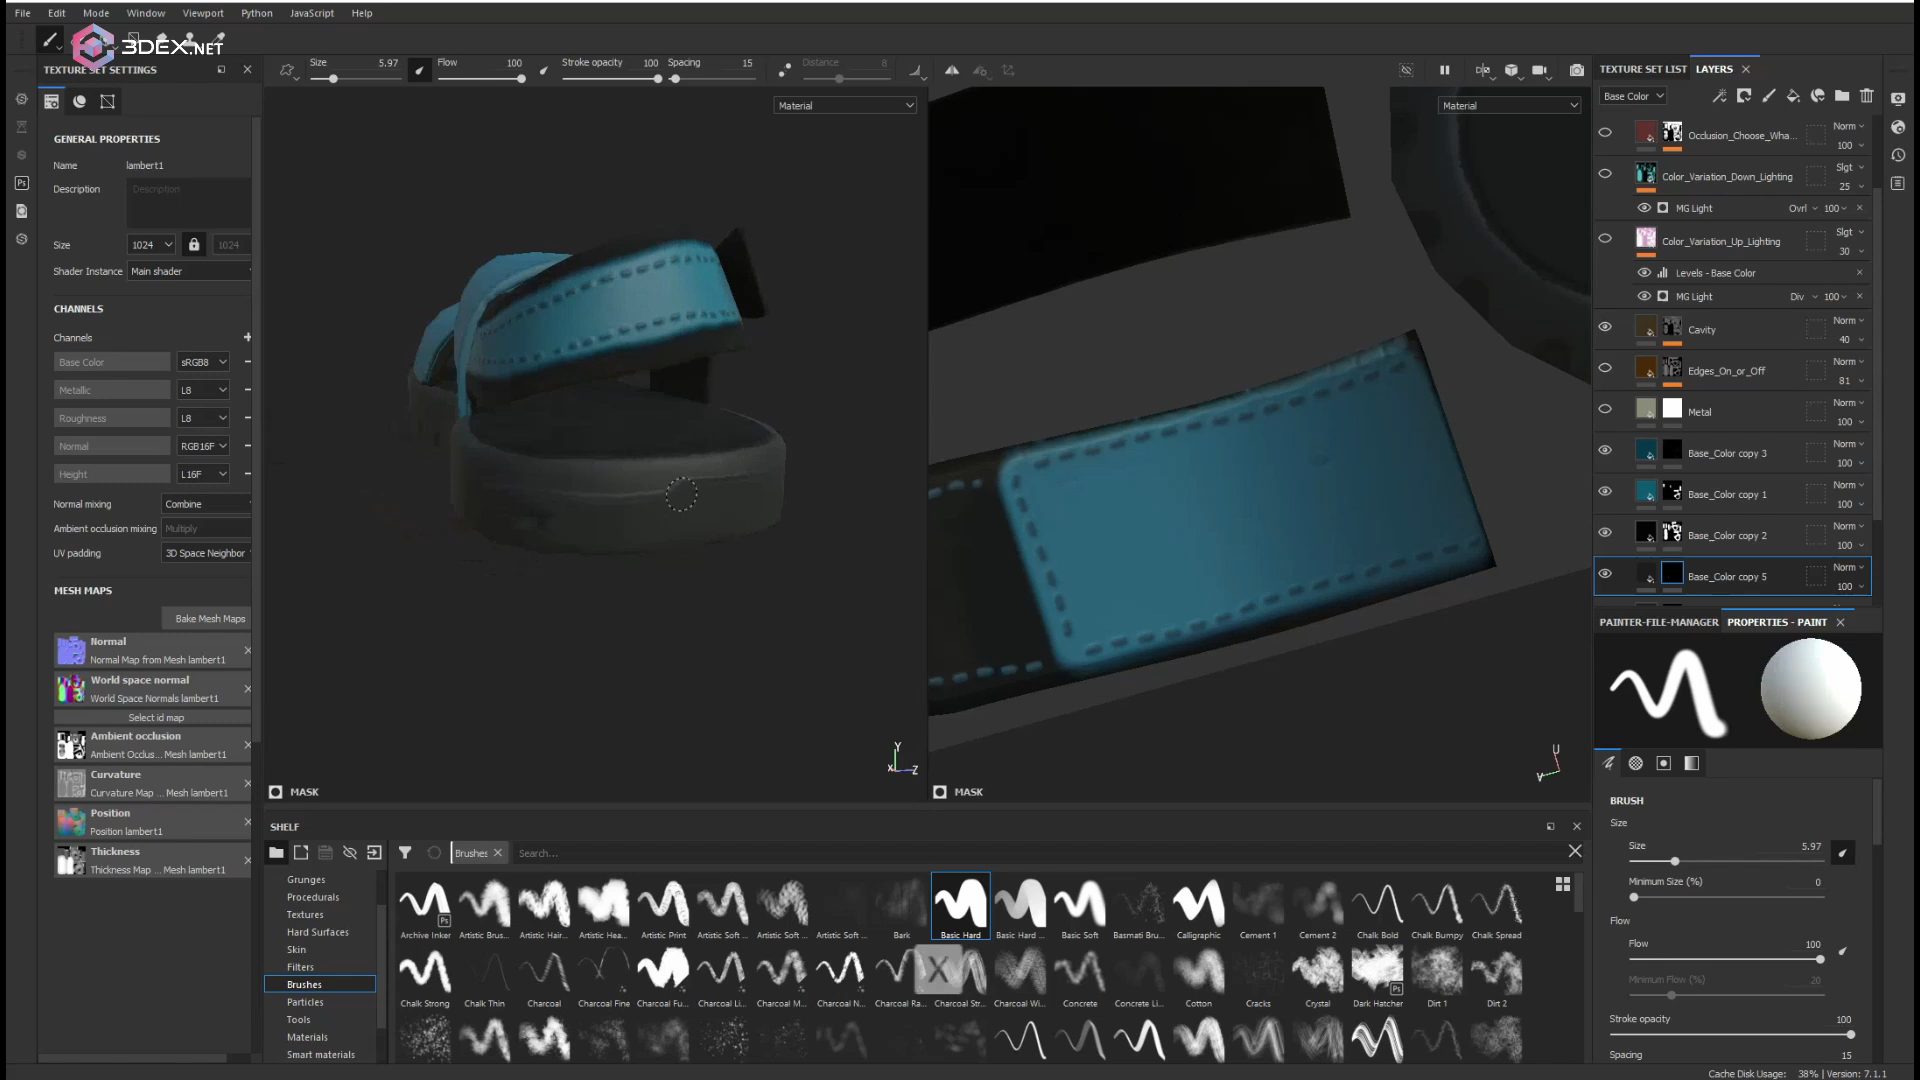 File Edit Mode Window Viewport Python JavaScript Help
3DEX.NET
TEXTURE SET SETTINGS
Size 5.97 Flow 100 Stroke opacity 100 Spacing 15 Distance 8
Material
Material
GENERAL PROPERTIES
Name lambert1
Description Description
Size 1024 1024
Shader Instance Main shader
CHANNELS
Channels
Base Color sRGB8
Metallic L8
Roughness L8
Normal RGB16F
Height L16F
Normal mixing Combine
Ambient occlusion mixing Multiply
UV padding 3D Space Neighbor
MESH MAPS
Bake Mesh Maps
Normal
Normal Map from Mesh lambert1
World space normal
World Space Normals lambert1
Select id map
Ambient occlusion
Ambient Occlus... Mesh lambert1
Curvature
Curvature Map ... Mesh lambert1
Position
Position lambert1
Thickness
Thickness Map ... Mesh lambert1
Y
X Z
MASK
U
V
MASK
SHELF
Brushes Search...
Grunges
Procedurals
Textures
Hard Surfaces
Skin
Filters
Brushes
Particles
Tools
Materials
Smart materials
Ps
Archive Inker Artistic Brus... Artistic Hair... Artistic Hea... Artistic Print Artistic Soft ... Artistic Soft ... Artistic Soft ... Bark Basic Hard Basic Hard ... Basic Soft Basmati Bru... Calligraphic Cement 1 Cement 2 Chalk Bold Chalk Bumpy Chalk Spread
X
Ps
Chalk Strong Chalk Thin Charcoal Charcoal Fine Charcoal Fu... Charcoal Li... Charcoal M... Charcoal N... Charcoal Ra... Charcoal Str... Charcoal Wi... Concrete Concrete Li... Cotton Cracks Crystal Dark Hatcher Dirt 1 Dirt 2
TEXTURE SET LIST LAYERS
Base Color
Occlusion_Choose_Wha... Norm 100
Color_Variation_Down_Lighting Slgt 25
MG Light Ovrl 100
Color_Variation_Up_Lighting Slgt 30
Levels - Base Color
MG Light Div 100
Cavity Norm 40
Edges_On_or_Off Norm 81
Metal Norm 100
Base_Color copy 3 Norm 100
Base_Color copy 1 Norm 100
Base_Color copy 2 Norm 100
Base_Color copy 5 Norm 100
PAINTER-FILE-MANAGER PROPERTIES - PAINT
BRUSH
Size
Size 5.97
Minimum Size (%) 0
Flow
Flow 100
Minimum Flow (%) 20
Stroke opacity 100
Spacing 15
Cache Disk Usage: 38% | Version: 7.1.1